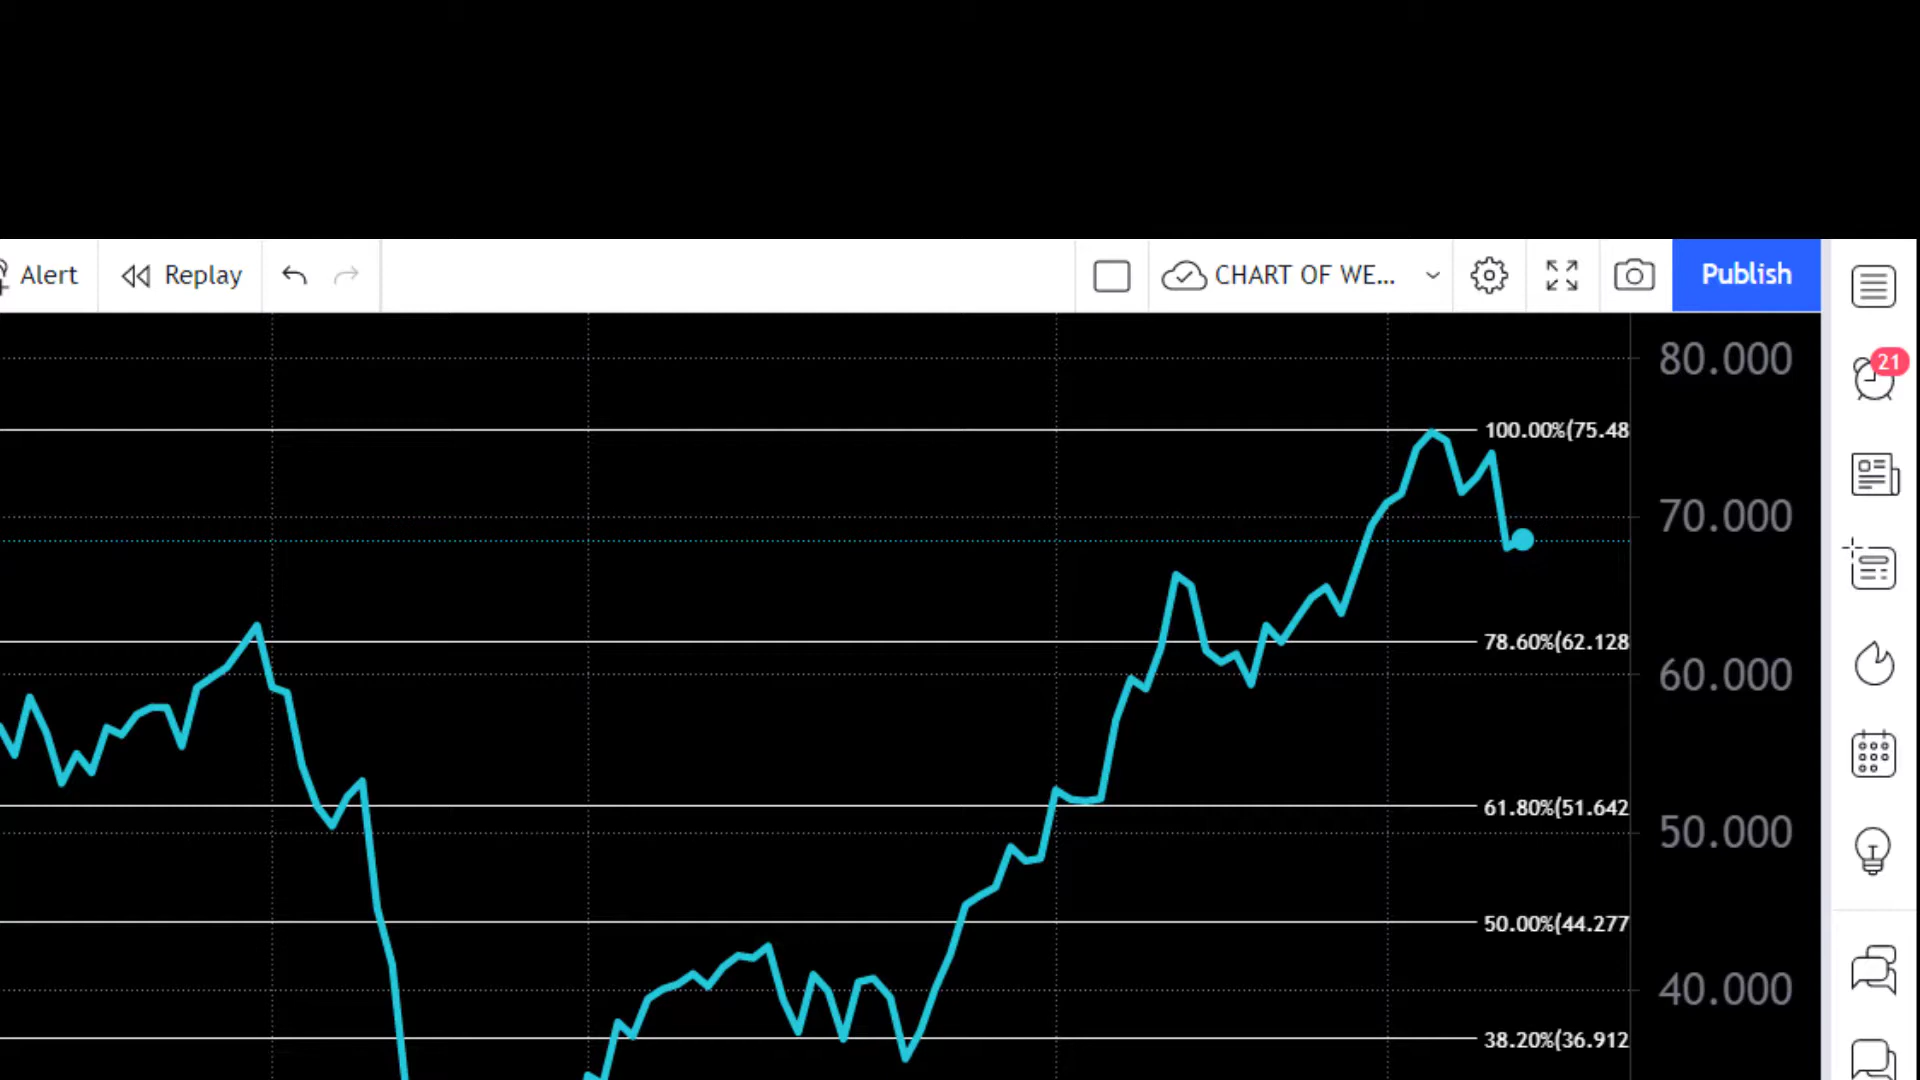 Alert
Replay
CHART OF WE...
Publish
21
80.000
100.00%(75.48
70.000
78.60%(62.128
60.000
61.80%(51.642
50.000
50.00%(44.277
40.000
38.20%(36.912